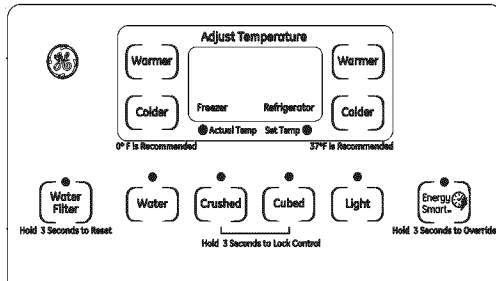 Adjust Temperature
Warmer
Warmer
Colder
Freezer
Refrigerator
Colder
Actual Temp
Set Temp
0° F is Recommended
37°F is Recommended
GE
Water
Filter
Water
Crushed
Cubed
Light
Energy
Smart™
Hold 3 Seconds to Reset
Hold 3 Seconds to Lock Control
Hold 3 Seconds to Override